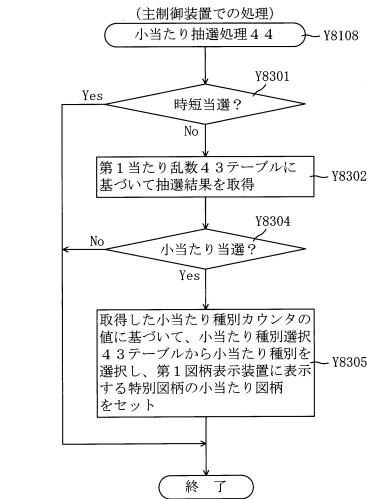 (主制御装置での処理)
小当たり抽選処理４４
Y8108
Y8301
Yes
時短当選？
No
第１当たり乱数４３テーブルに
基づいて抽選結果を取得
Y8302
Y8304
No
小当たり当選？
Yes
取得した小当たり種別カウンタの
値に基づいて、小当たり種別選択
４３テーブルから小当たり種別を
選択し、第１図柄表示装置に表示
する特別図柄の小当たり図柄
をセット
Y8305
終 了